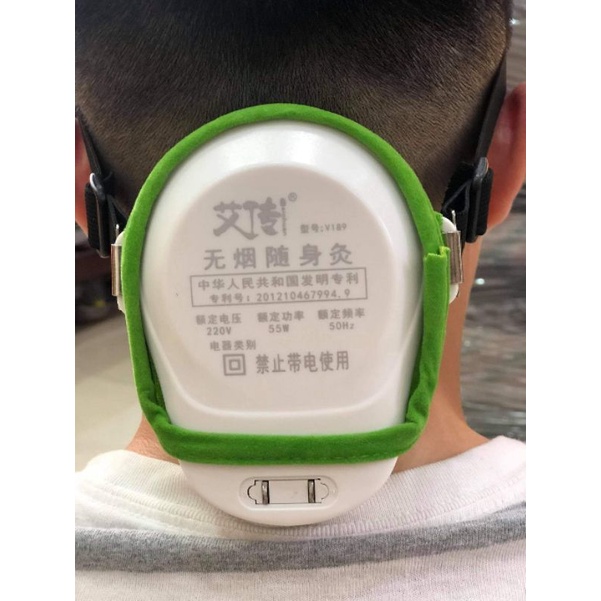 艾灸® 型号:V189
无烟随身灸
中华人民共和国发明专利
专利号:201210467994.9
额定电压 额定功率 额定频率
220V 55W 50Hz
电器类别
禁止带电使用